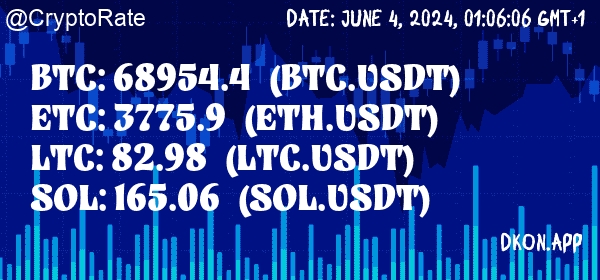 @CryptoRate
DATE: JUNE 4, 2024, 01:06:06 GMT+1
BTC: 68954.4 (BTC.USDT)
ETC: 3775.9 (ETH.USDT)
LTC: 82.98 (LTC.USDT)
SOL: 165.06 (SOL.USDT)
DKON.APP